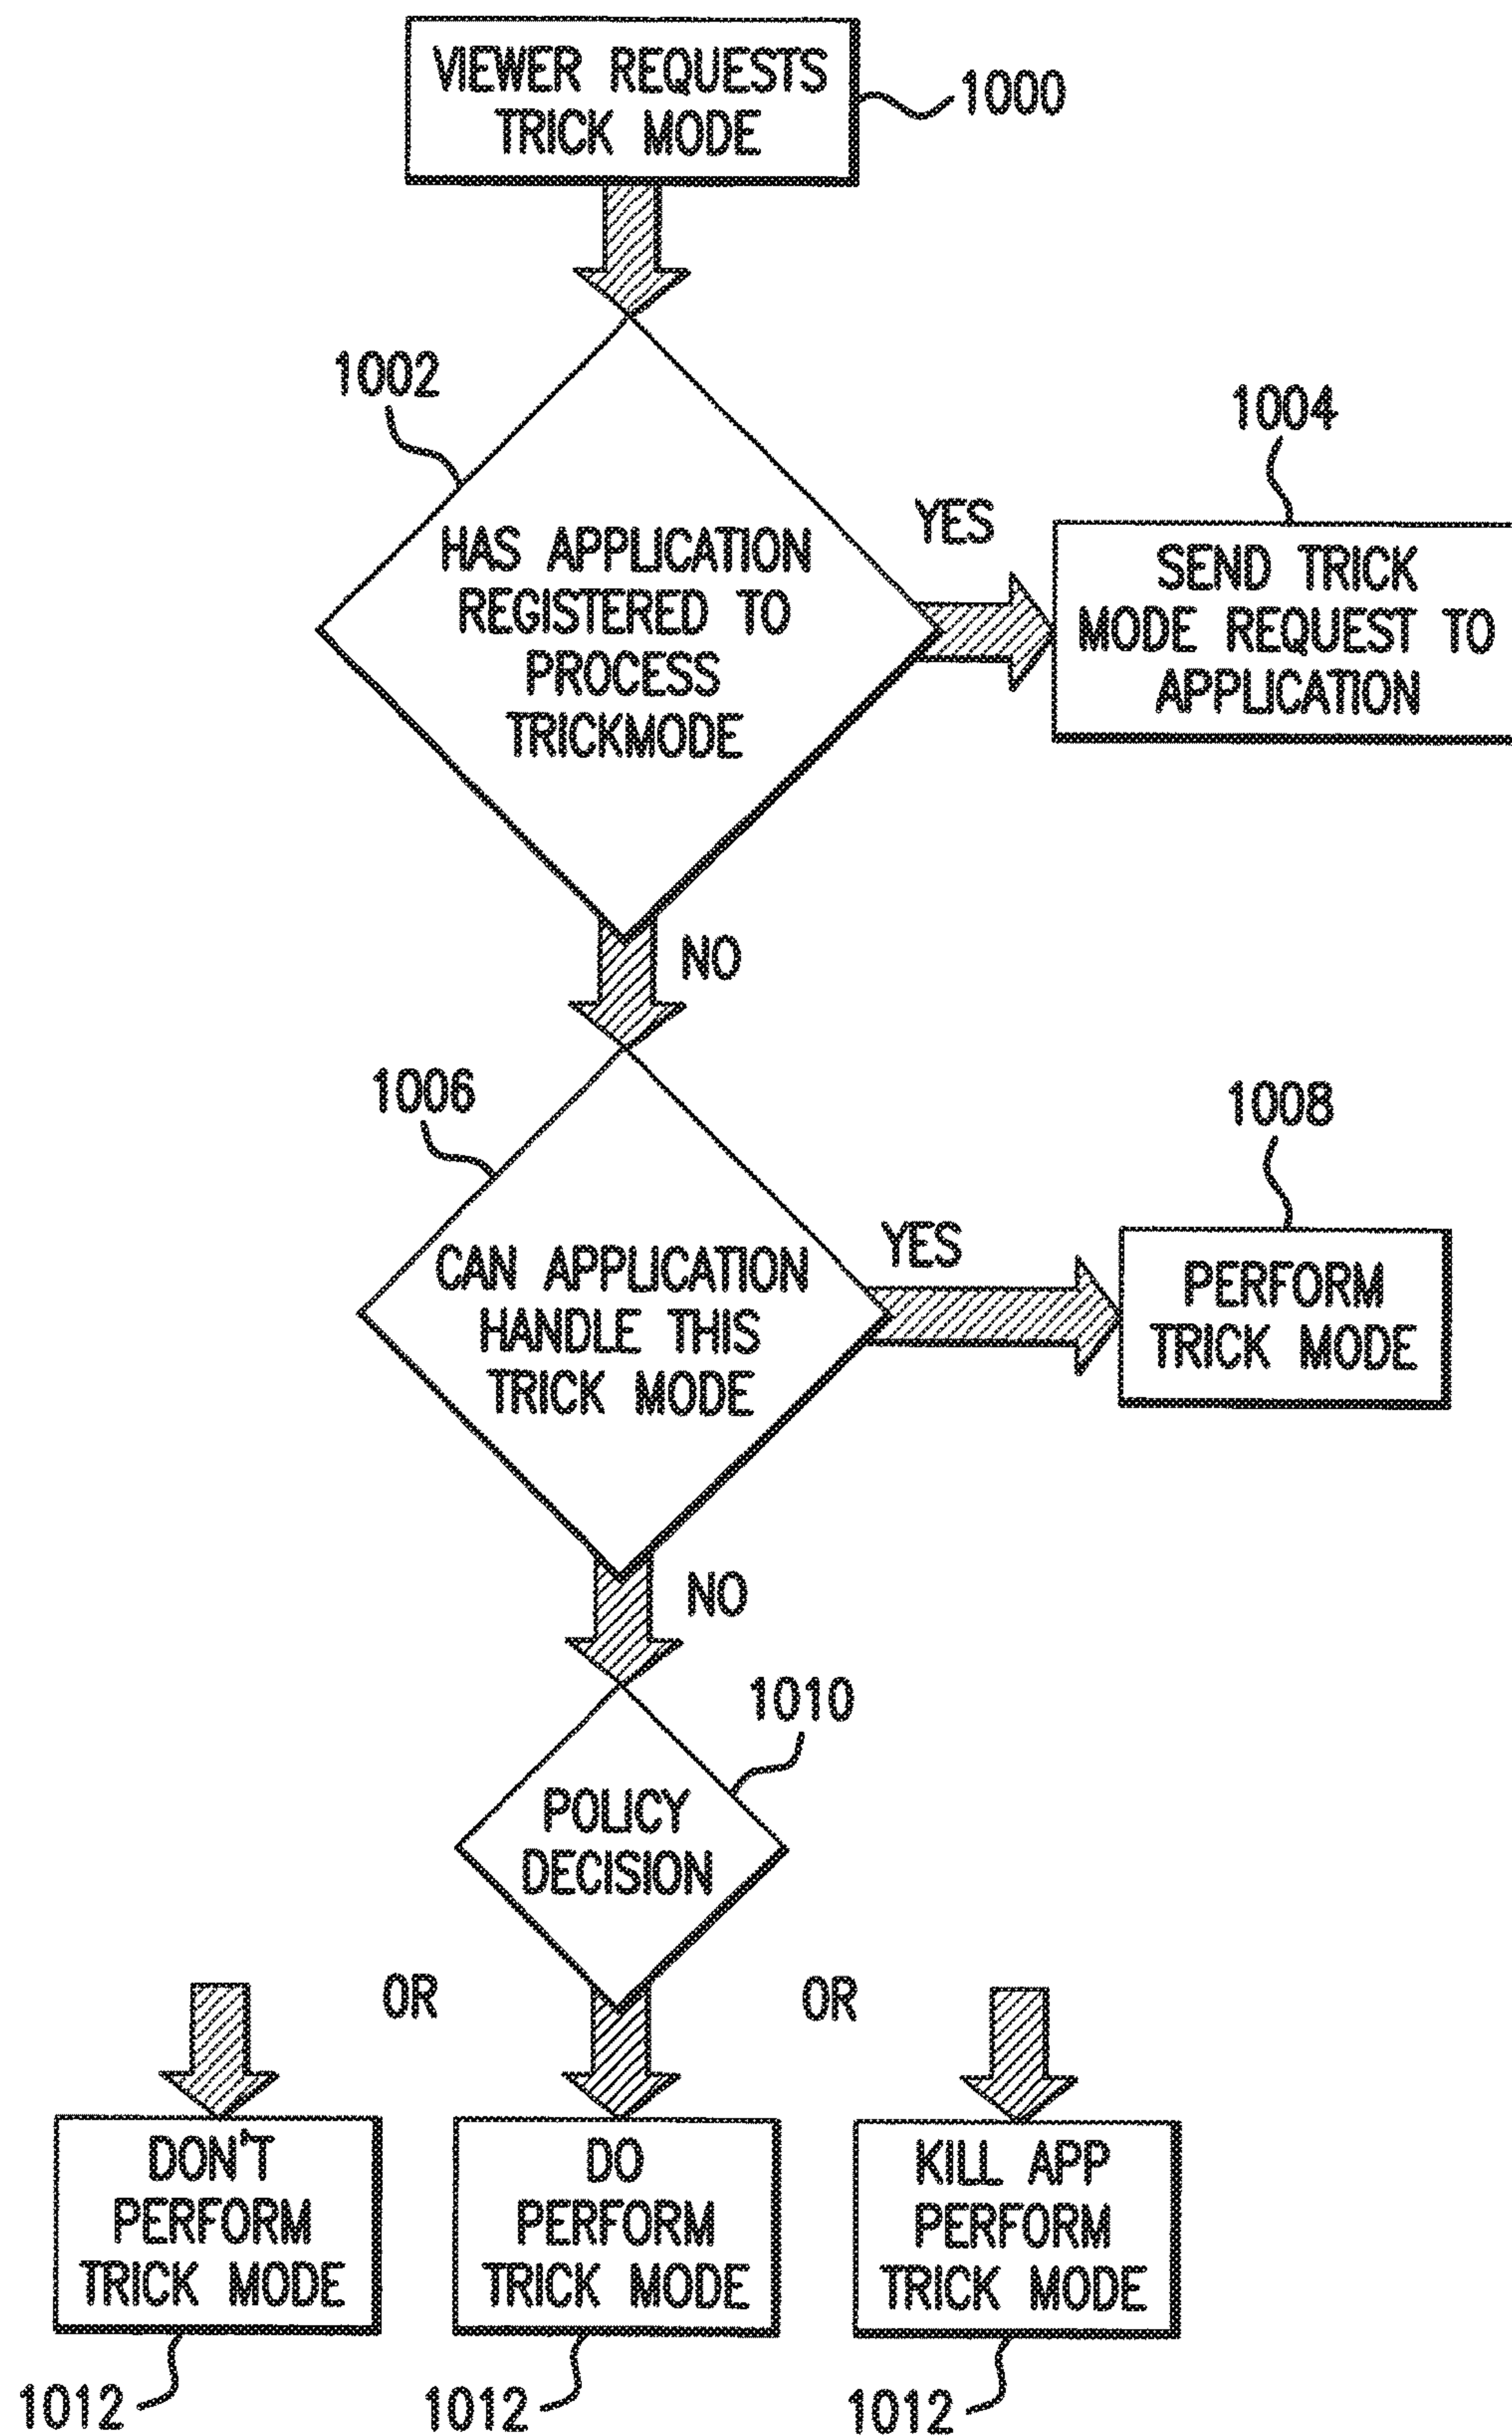 VIEWER REQUESTS
TRICK MODE
1000
1002
HAS APPLICATION
REGISTERED TO
PROCESS
TRICKMODE
YES
1004
SEND TRICK
MODE REQUEST TO
APPLICATION
NO
1006
CAN APPLICATION
HANDLE THIS
TRICK MODE
YES
1008
PERFORM
TRICK MODE
NO
1010
POLICY
DECISION
OR
OR
DON'T
PERFORM
TRICK MODE
1012
DO
PERFORM
TRICK MODE
1012
KILL APP
PERFORM
TRICK MODE
1012